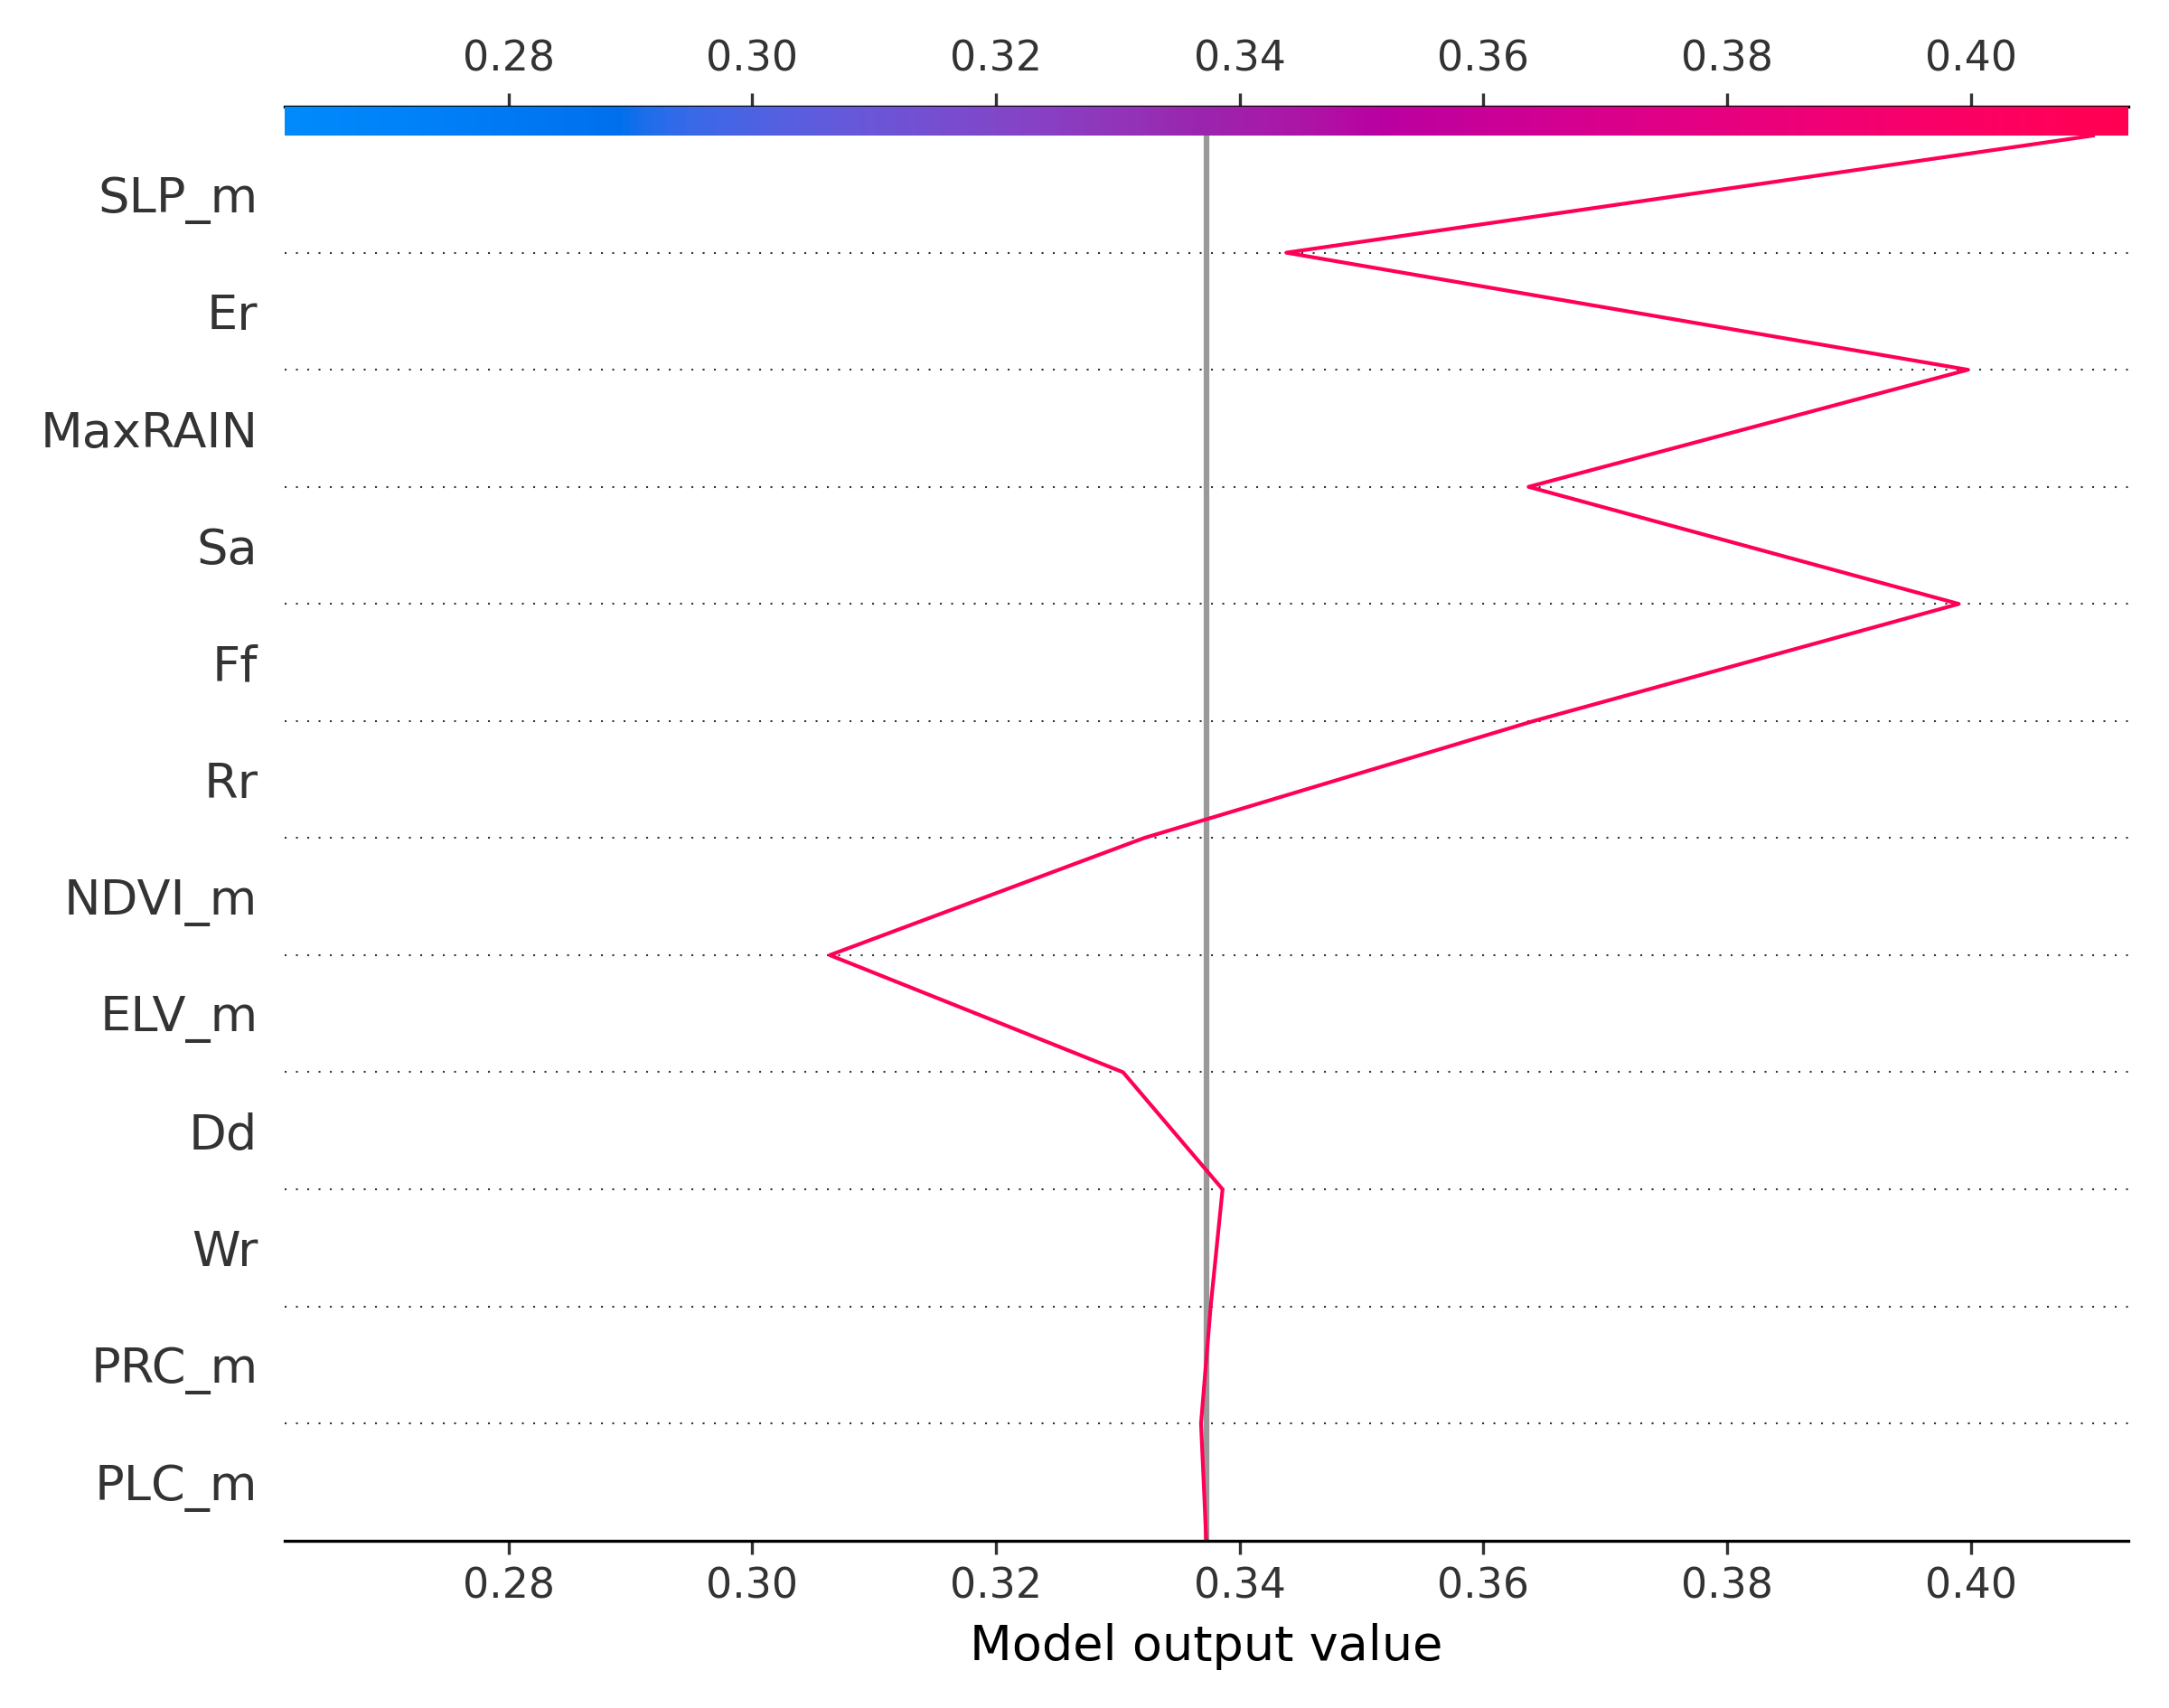 0.28 0.30 0.32 0.34 0.36 0.38 0.40
SLP_m
Er
MaxRAIN
Sa
Ff
Rr
NDVI_m
ELV_m
Dd
Wr
PRC_m
PLC_m
0.28 0.30 0.32 0.34 0.36 0.38 0.40
Model output value